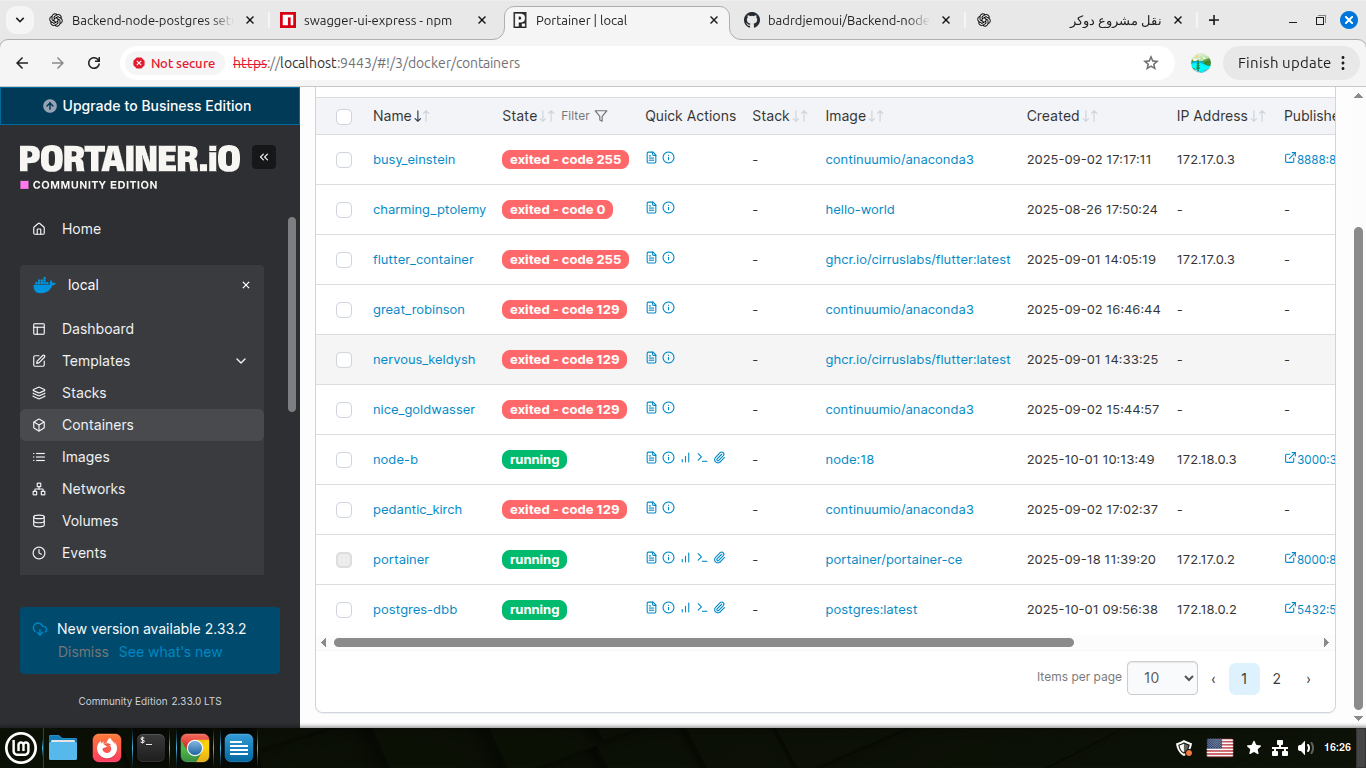 Backend-node-postgres set
swagger-ui-express - npm
Portainer | local
badrdjemoui/Backend-node
نقل مشروع دوكر
Not secure https://localhost:9443/#!/3/docker/containers Finish update
Upgrade to Business Edition
PORTAINER.IO
COMMUNITY EDITION
Home
local
Dashboard
Templates
Stacks
Containers
Images
Networks
Volumes
Events
New version available 2.33.2
Dismiss See what's new
Community Edition 2.33.0 LTS
Name State Filter Quick Actions Stack Image Created IP Address Publishe
busy_einstein exited - code 255 - continuumio/anaconda3 2025-09-02 17:17:11 172.17.0.3 8888:8
charming_ptolemy exited - code 0 - hello-world 2025-08-26 17:50:24 - -
flutter_container exited - code 255 - ghcr.io/cirruslabs/flutter:latest 2025-09-01 14:05:19 172.17.0.3 -
great_robinson exited - code 129 - continuumio/anaconda3 2025-09-02 16:46:44 - -
nervous_keldysh exited - code 129 - ghcr.io/cirruslabs/flutter:latest 2025-09-01 14:33:25 - -
nice_goldwasser exited - code 129 - continuumio/anaconda3 2025-09-02 15:44:57 - -
node-b running - node:18 2025-10-01 10:13:49 172.18.0.3 3000:3
pedantic_kirch exited - code 129 - continuumio/anaconda3 2025-09-02 17:02:37 - -
portainer running - portainer/portainer-ce 2025-09-18 11:39:20 172.17.0.2 8000:8
postgres-dbb running - postgres:latest 2025-10-01 09:56:38 172.18.0.2 5432:5
Items per page 10 ‹ 1 2 ›
16:26